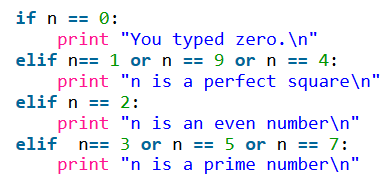 if n == 0:
    print "You typed zero.\n"
elif n== 1 or n == 9 or n == 4:
    print "n is a perfect square\n"
elif n == 2:
    print "n is an even number\n"
elif  n== 3 or n == 5 or n == 7:
    print "n is a prime number\n"